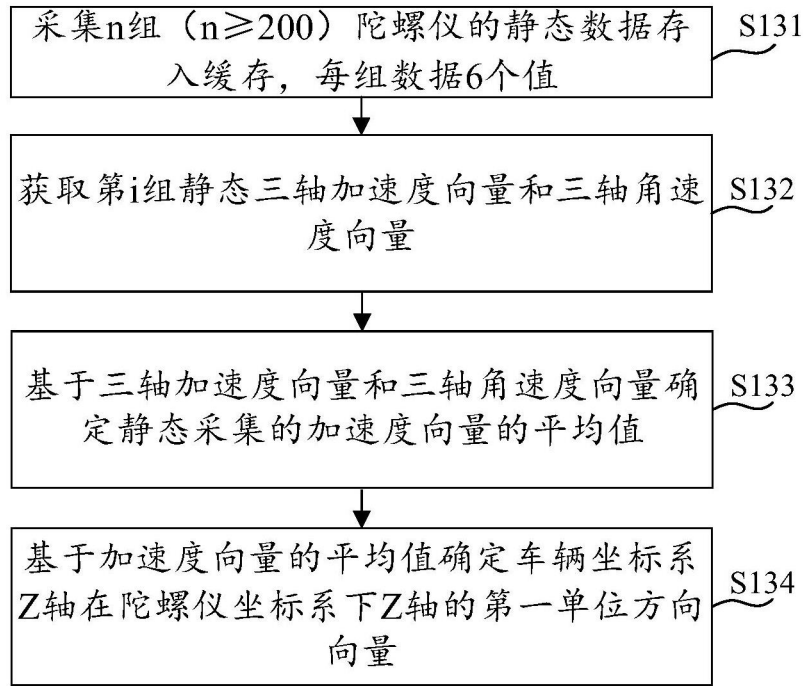 采集n组（n≥200）陀螺仪的静态数据存
入缓存，每组数据6个值
S131
获取第i组静态三轴加速度向量和三轴角速
度向量
S132
基于三轴加速度向量和三轴角速度向量确
定静态采集的加速度向量的平均值
S133
基于加速度向量的平均值确定车辆坐标系
Z轴在陀螺仪坐标系下Z轴的第一单位方向
向量
S134